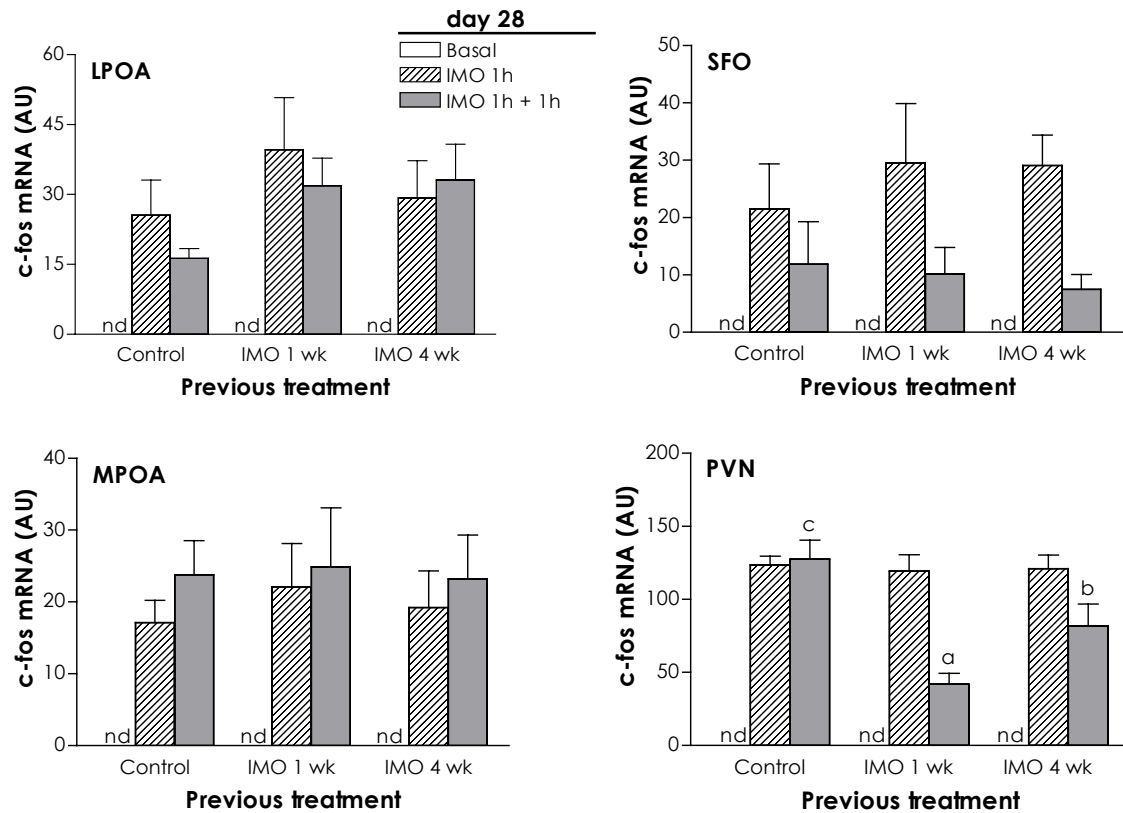 day 28
Basal
IMO 1h
IMO 1h + 1h
LPOA
c-fos mRNA (AU)
60
45
30
15
0
nd
nd
nd
Control
IMO 1 wk
IMO 4 wk
Previous treatment
SFO
c-fos mRNA (AU)
50
40
30
20
10
0
nd
nd
nd
Control
IMO 1 wk
IMO 4 wk
Previous treatment
MPOA
c-fos mRNA (AU)
40
30
20
10
0
nd
nd
nd
Control
IMO 1 wk
IMO 4 wk
Previous treatment
PVN
c-fos mRNA (AU)
200
150
100
50
0
c
a
b
nd
nd
nd
Control
IMO 1 wk
IMO 4 wk
Previous treatment